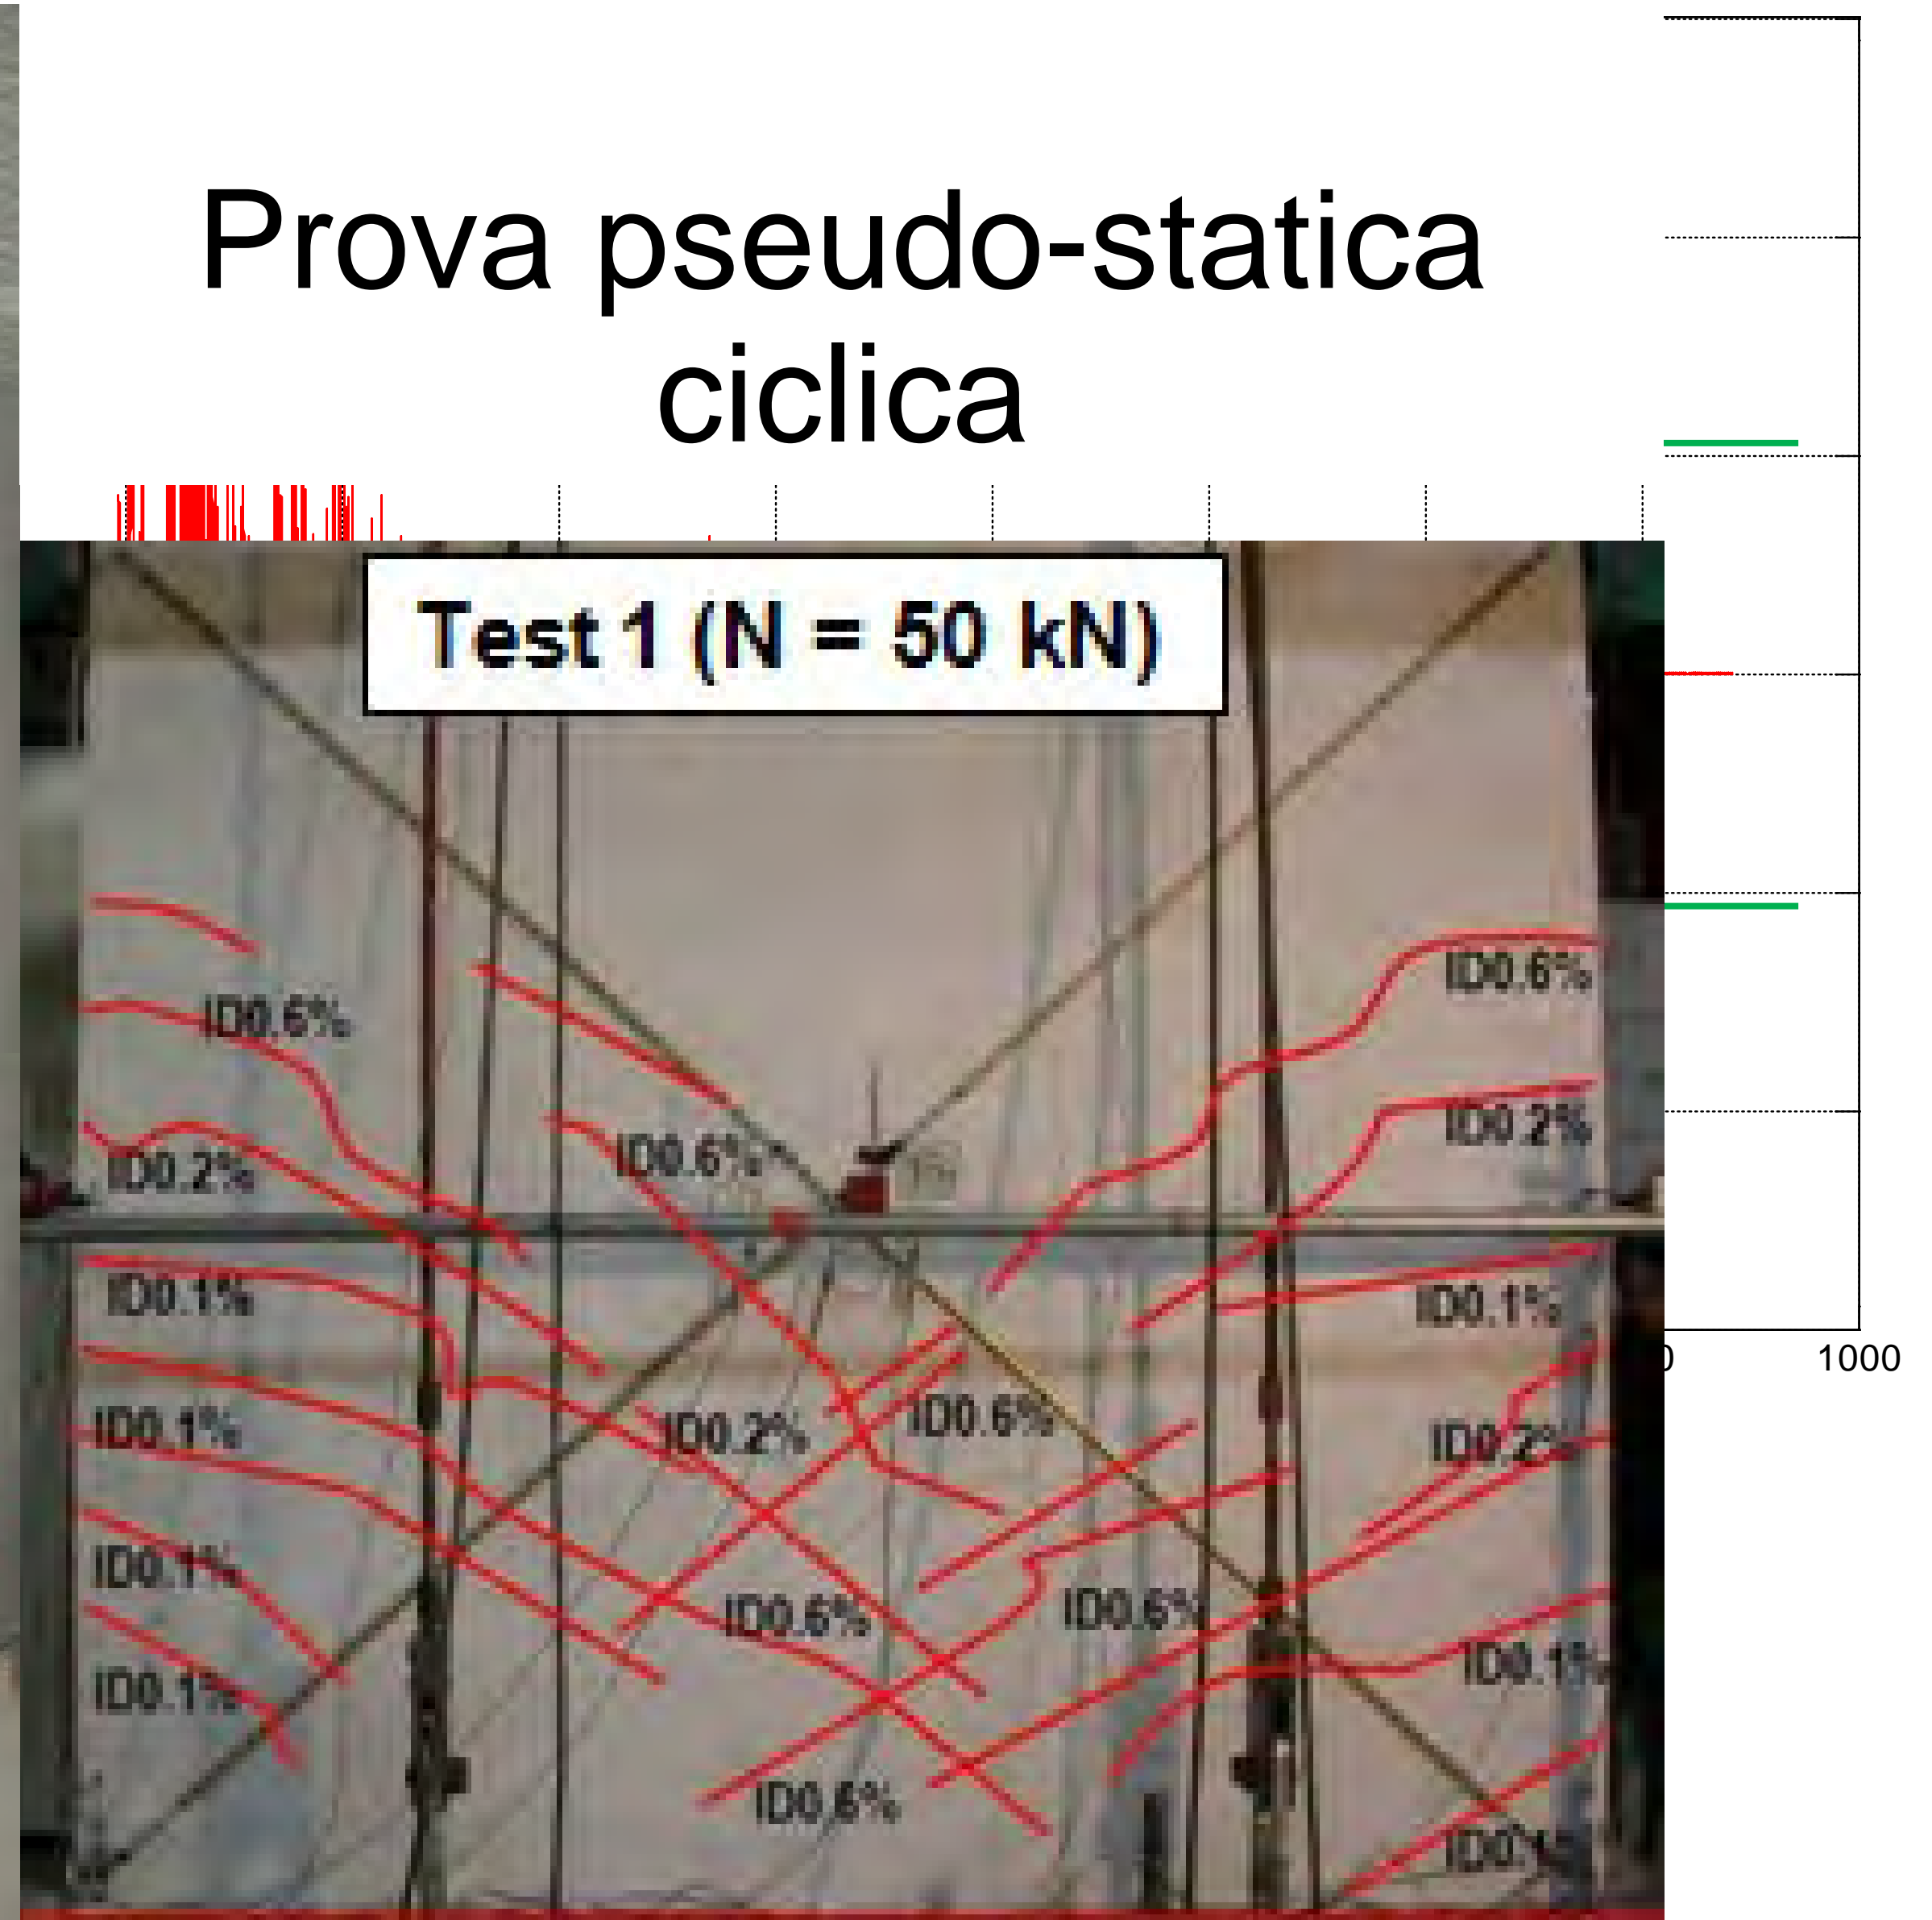 Prova pseudo-statica
ciclica
Test 1 (N = 50 kN)
ID0.6%
ID0.6%
ID0.2%
ID0.6%
ID0.2%
ID0.1%
ID0.1%
1000
ID0.1%
ID0.2%
ID0.6%
ID0.2%
ID0.1%
ID0.6%
ID0.6%
ID0.1%
ID0.1%
ID0.6%